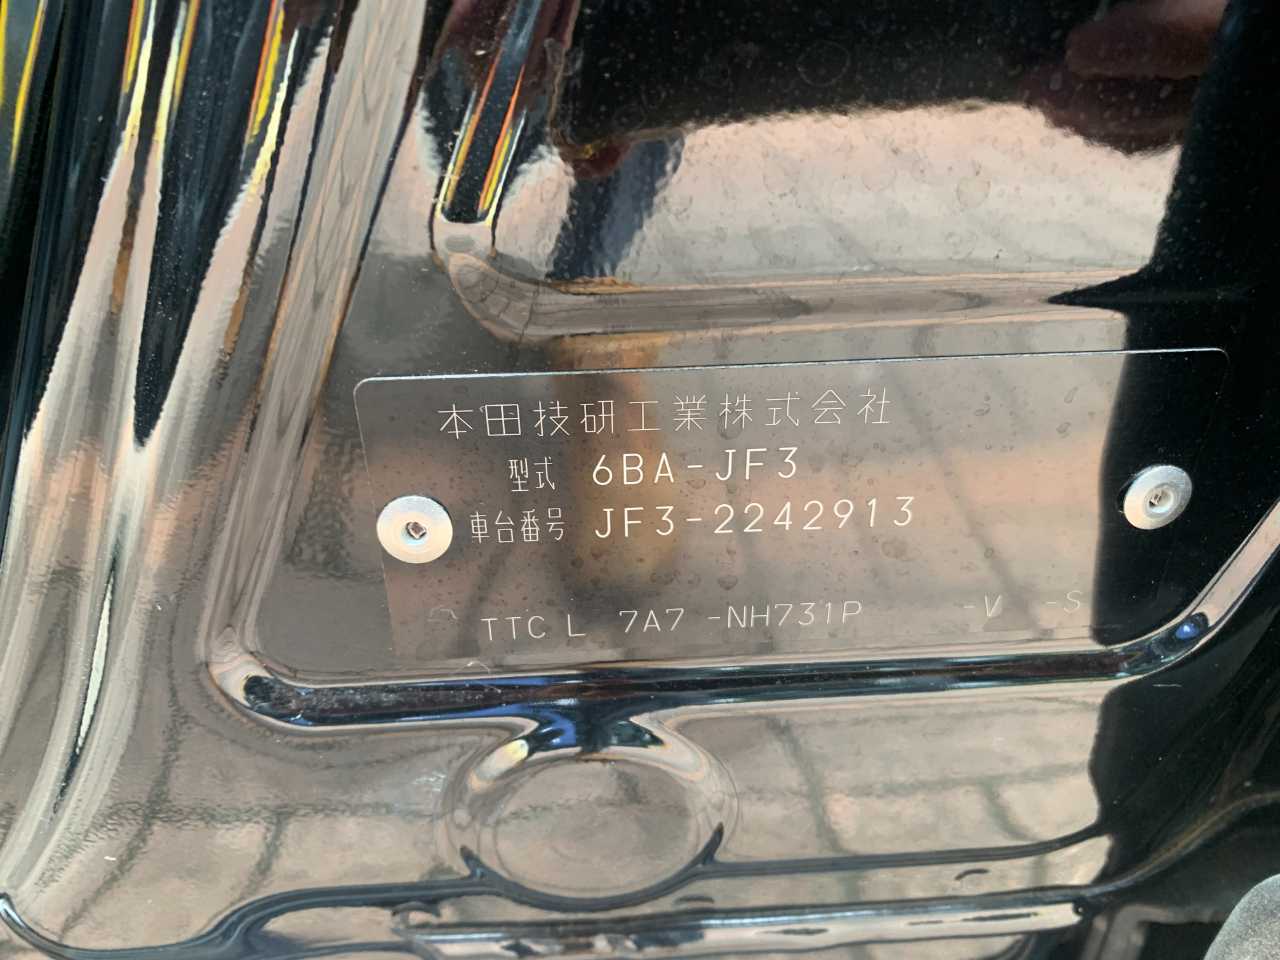 本田技研工業株式会社
型式 6BA-JF3
車台番号 JF3-2242913
TTC L 7A7 -NH731P -V -S